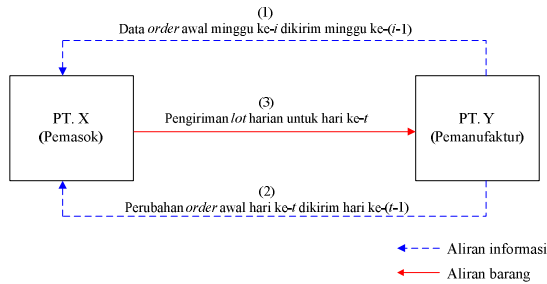 (1)
Data order awal minggu ke-i dikirim minggu ke-(i-1)
PT. X
(Pemasok)
(3)
Pengiriman lot harian untuk hari ke-t
PT. Y
(Pemanufaktur)
(2)
Perubahan order awal hari ke-t dikirim hari ke-(t-1)
Aliran informasi
Aliran barang